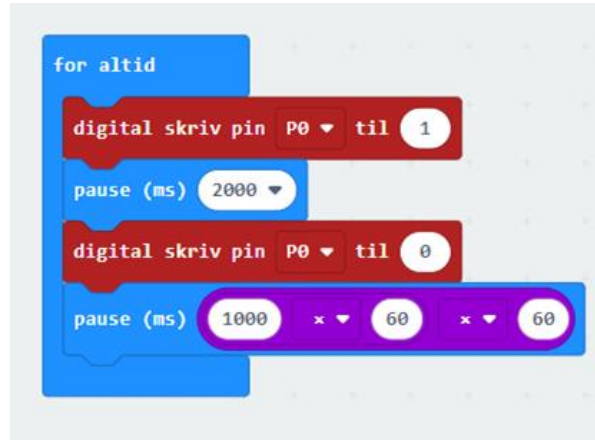 for altid
digital skriv pin P0 til 1
pause (ms) 2000
digital skriv pin P0 til 0
pause (ms) 1000 × 60 × 60